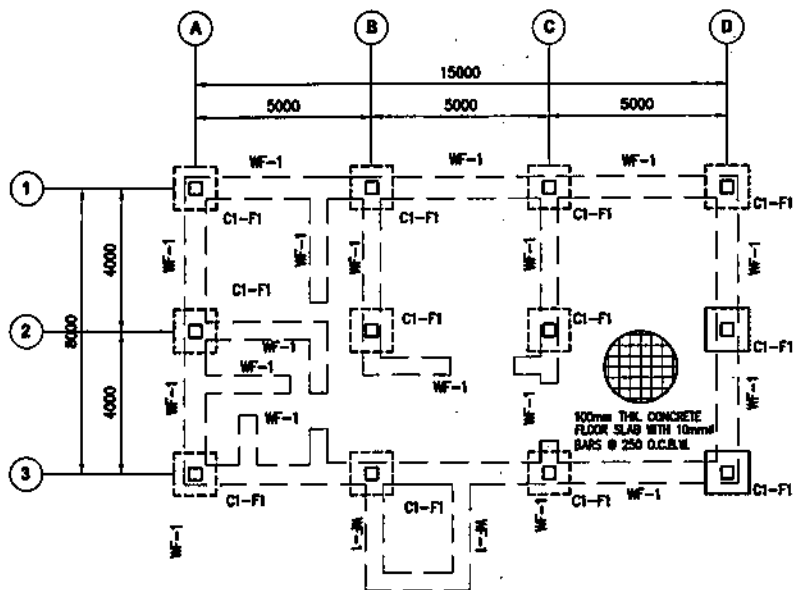 A B C D
15000
5000 5000 5000
WF-1 WF-1 WF-1
1
C1-F1 C1-F1 C1-F1 C1-F1
WF-1 WF-1 WF-1 WF-1 WF-1
4000
8000
C1-F1 C1-F1 C1-F1
2
WF-1 C1-F1
WF-1 WF-1
4000
WF-1 WF-1 WF-1
WF-1
100mm THK. CONCRETE
FLOOR SLAB WITH 10mmø
BARS @ 250 O.C.B.W.
3
WF-1
C1-F1 C1-F1 C1-F1 C1-F1
WF-1 WF-1 WF-1 WF-1